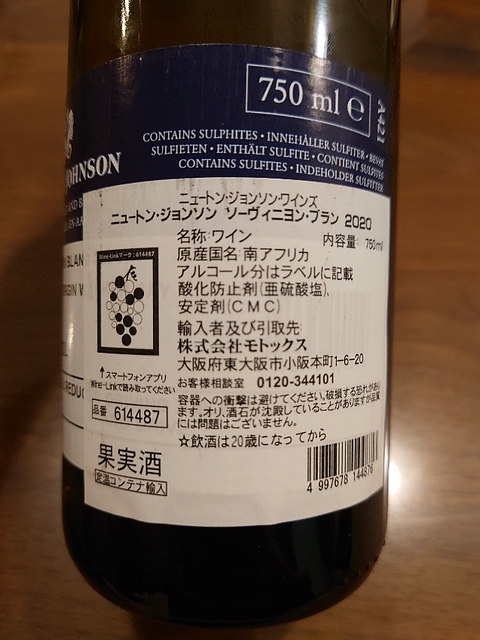 750 ml e
A421
CONTAINS SULPHITES • INNEHÅLLER SULFITER •
SULFIETEN • ENTHÄLT SULFITE • CONTIENT SULFITES
CONTAINS SULFITES • INDEHOLDER SULFITTER
JOHNSON
ニュートン・ジョンソン・ワインズ
ニュートン・ジョンソン ソーヴィニヨン・ブラン 2020
名称:ワイン 内容量: 750ml
原産国名:南アフリカ
アルコール分はラベルに記載
酸化防止剤(亜硫酸塩)、
安定剤(CMC)
輸入者及び引取先:
株式会社モトックス
大阪府東大阪市小阪本町1-6-20
お客様相談室 0120-344101
Wine-Linkマーク:614487
↑スマートフォンアプリ
Wine-Linkで読み取ってください
品番 614487
容器への衝撃は避けてください。破損する恐れがあり
ます。オリ、酒石が沈殿していることがありますが品質
には問題はございません。
☆飲酒は20歳になってから
果実酒
定温コンテナ輸入
4 997678 144876